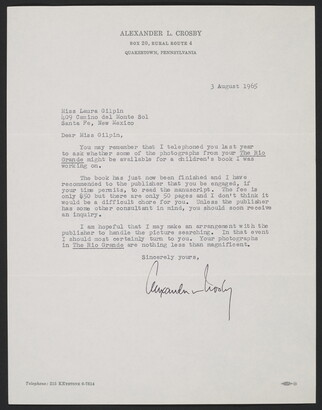 ALEXANDER L. CROSBY
BOX 20, RURAL ROUTE 4
QUAKERTOWN, PENNSYLVANIA
3 August 1965
Miss Laura Gilpin
409 Camino del Monte Sol
Santa Fe, New Mexico
Dear Miss Gilpin,
You may remember that I telephoned you last year
to ask whether some of the photographs from your The Rio
Grande might be available for a children's book I was
working on.
The book has just now been finished and I have
recommended to the publisher that you be engaged, if
your time permits, to read the manuscript. The fee is
only $50 but there are only 50 pages and I don't think it
would be a difficult chore for you. Unless the publisher
has some other consultant in mind, you should soon receive
an inquiry.
I am hopeful that I may make an arrangement with the
publisher to handle the picture searching. In that event
I should most certainly turn to you. Your photographs
in The Rio Grande are nothing less than magnificent.
Sincerely yours,
Alexander L. Crosby
Telephone: 215